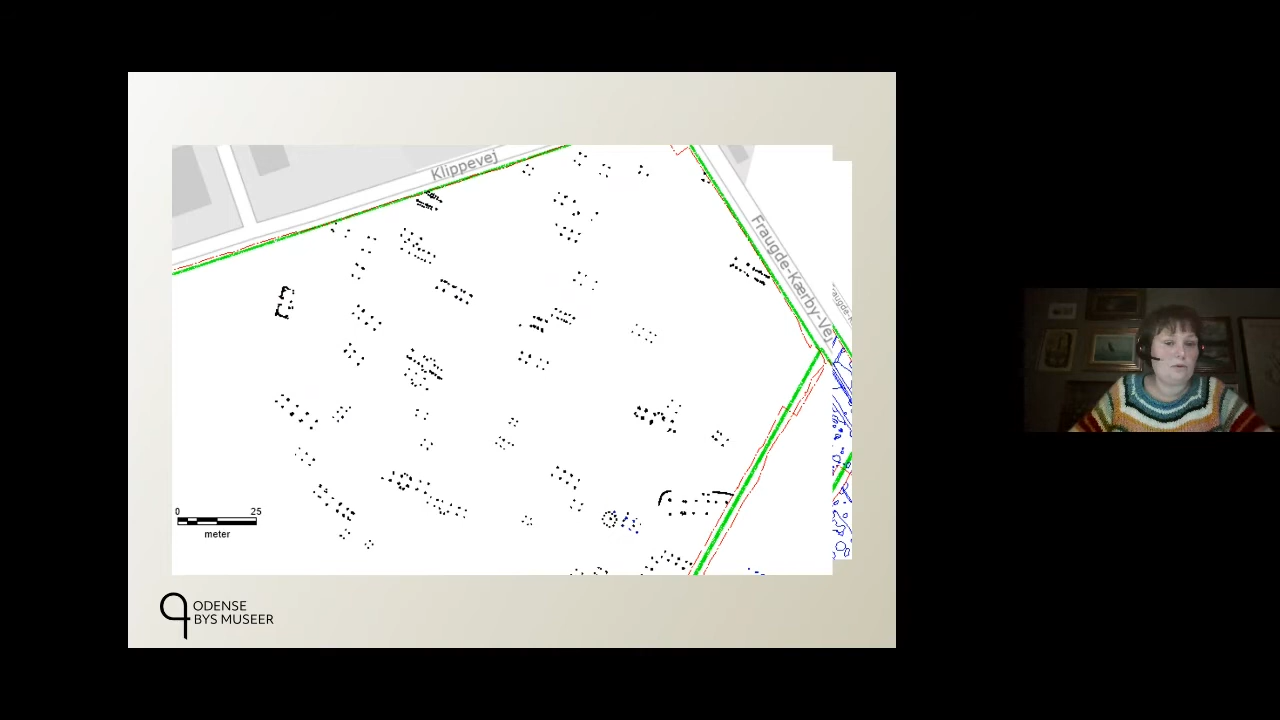 Klippevej
Fraugde-Kærby-Vej
0 25
meter
ODENSE
BYS MUSEER